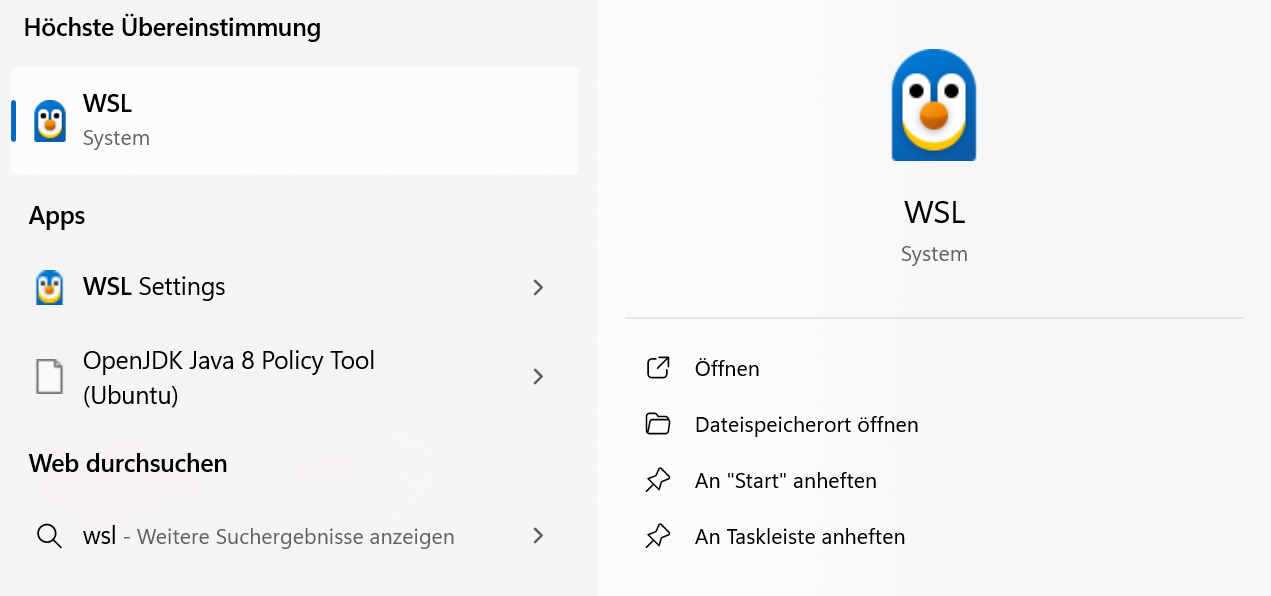 Höchste Übereinstimmung
WSL
System
Apps
WSL Settings
OpenJDK Java 8 Policy Tool
(Ubuntu)
Web durchsuchen
wsl - Weitere Suchergebnisse anzeigen
WSL
System
Öffnen
Dateispeicherort öffnen
An "Start" anheften
An Taskleiste anheften